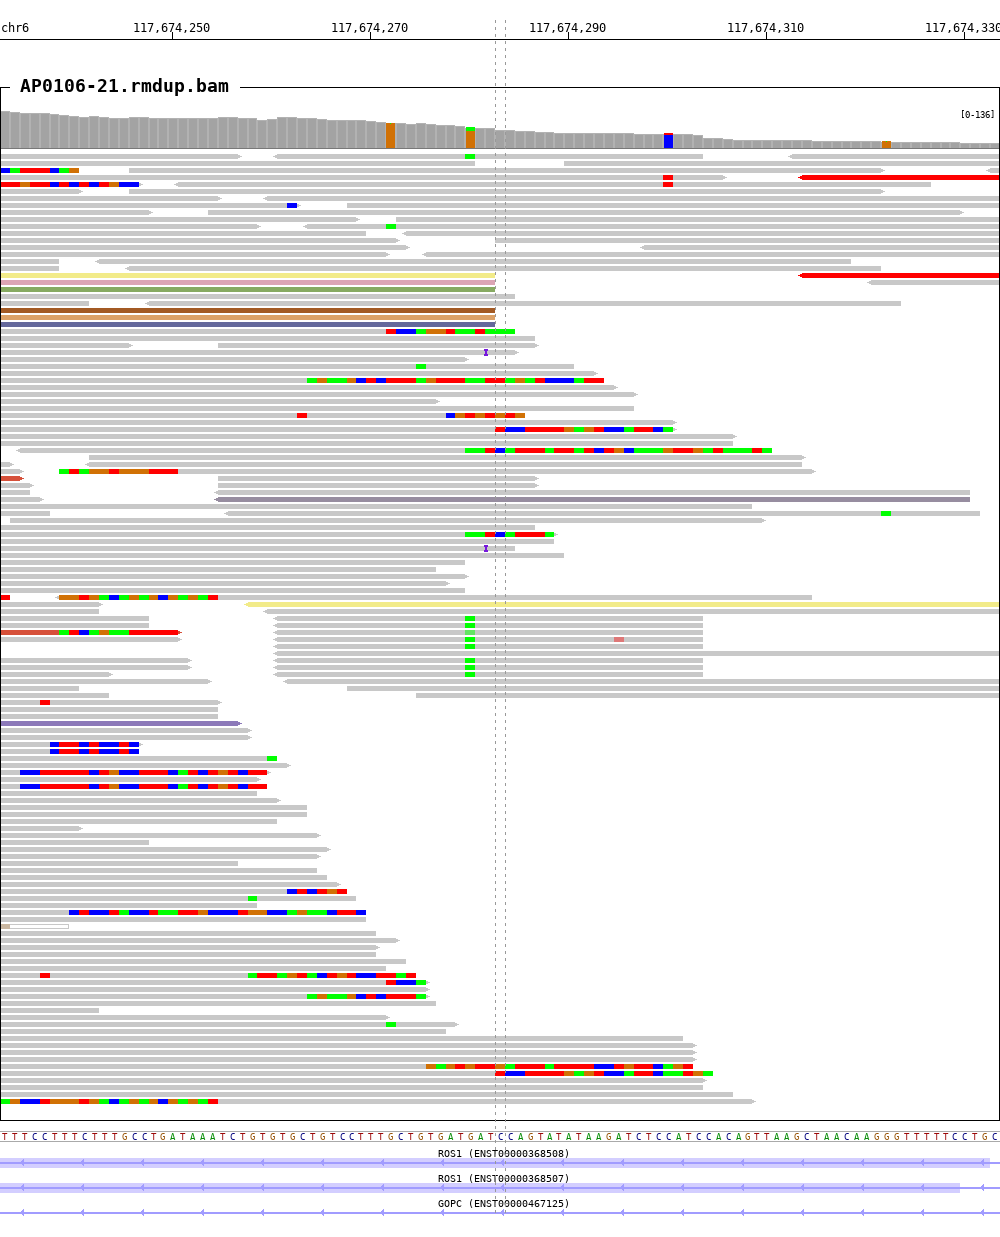 chr6 117,674,250 117,674,270 117,674,290 117,674,310 117,674,330
AP0106-21.rmdup.bam
[0-136]
T T T C C T T T C T T T G C C T G A T A A A T C T G T G T G C T G T C C T T T G C T G T G A T G A T C C A G T A T A T A A G A T C T C C A T C C A C A G T T A A G C T A A C A A G G G T T T T T C C T G C
ROS1 (ENST00000368508)
ROS1 (ENST00000368507)
GOPC (ENST00000467125)